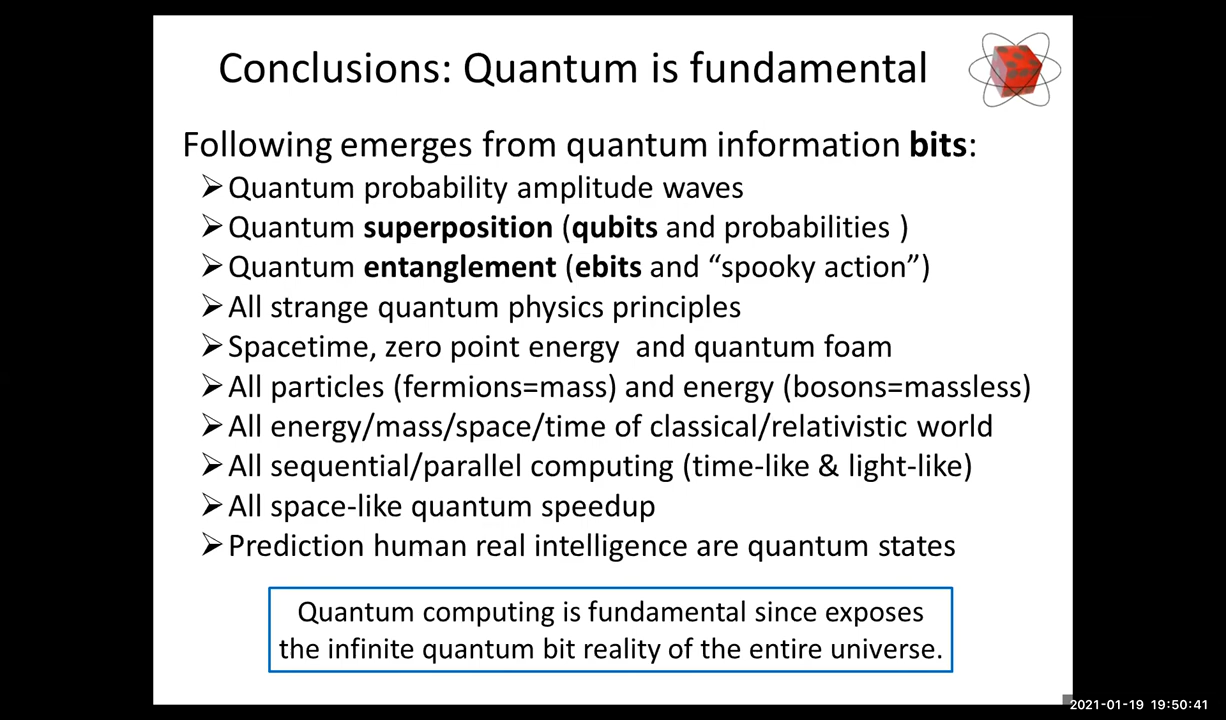 Conclusions: Quantum is fundamental
Following emerges from quantum information bits:
➢Quantum probability amplitude waves
➢Quantum superposition (qubits and probabilities )
➢Quantum entanglement (ebits and “spooky action”)
➢All strange quantum physics principles
➢Spacetime, zero point energy  and quantum foam
➢All particles (fermions=mass) and energy (bosons=massless)
➢All energy/mass/space/time of classical/relativistic world
➢All sequential/parallel computing (time-like & light-like)
➢All space-like quantum speedup
➢Prediction human real intelligence are quantum states
Quantum computing is fundamental since exposes
the infinite quantum bit reality of the entire universe.
2021-01-19 19:50:41